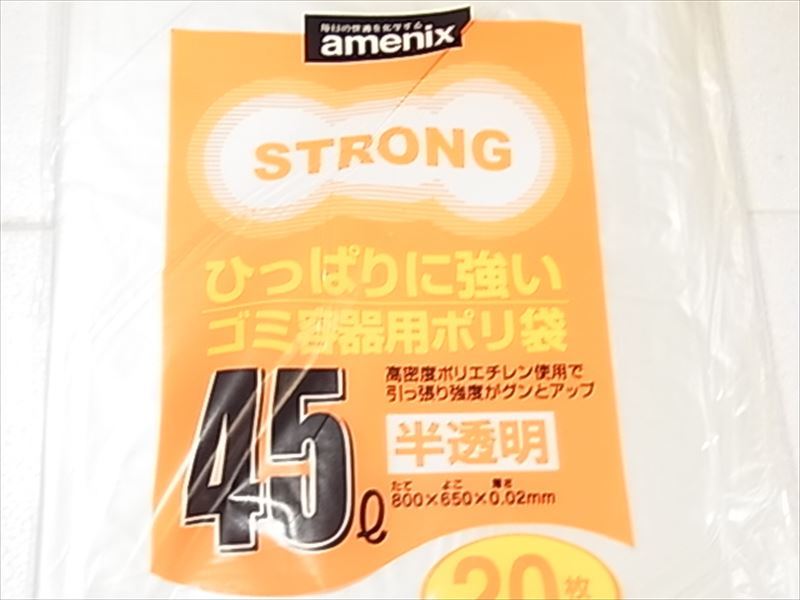 毎日の快適を化学する
amenix
STRONG
ひっぱりに強い
ゴミ容器用ポリ袋
高密度ポリエチレン使用で
引っ張り強度がグンとアップ
45ℓ
半透明
たて よこ 厚さ
800×650×0.02mm
20枚